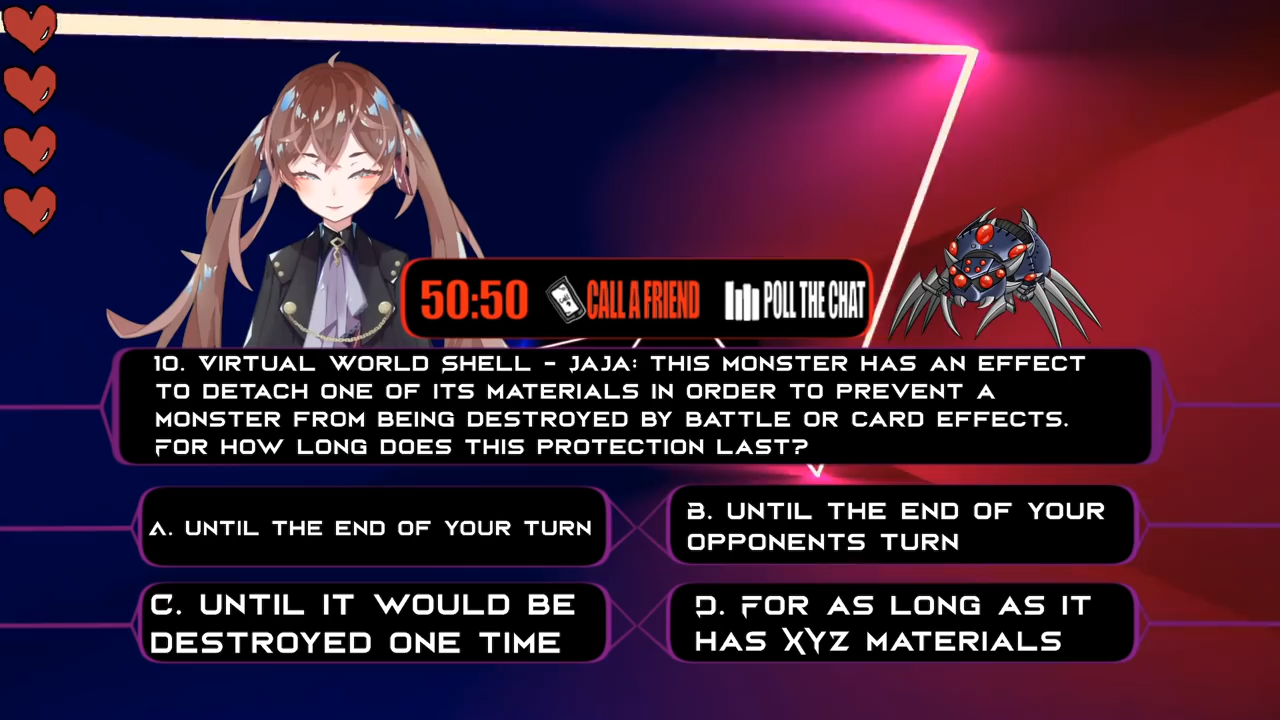 50:50 CALL A FRIEND POLL THE CHAT
10. VIRTUAL WORLD SHELL - JAJA: THIS MONSTER HAS AN EFFECT
TO DETACH ONE OF ITS MATERIALS IN ORDER TO PREVENT A
MONSTER FROM BEING DESTROYED BY BATTLE OR CARD EFFECTS.
FOR HOW LONG DOES THIS PROTECTION LAST?
A. UNTIL THE END OF YOUR TURN
B. UNTIL THE END OF YOUR
OPPONENTS TURN
C. UNTIL IT WOULD BE
DESTROYED ONE TIME
D. FOR AS LONG AS IT
HAS XYZ MATERIALS